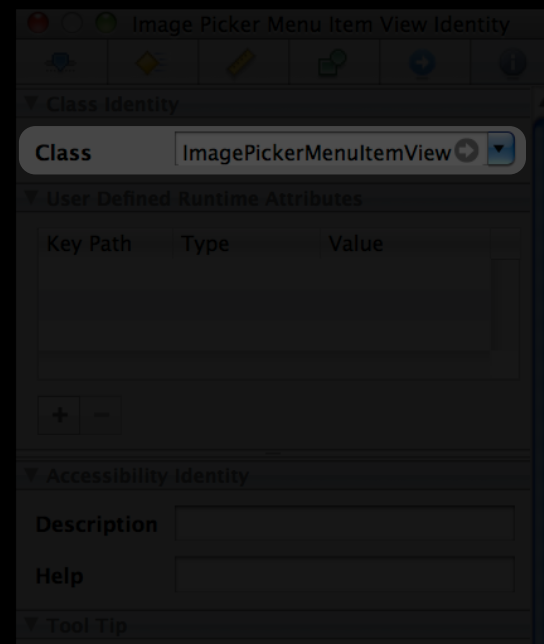 Image Picker Menu Item View Identity
Class Identity
Class ImagePickerMenuItemView
User Defined Runtime Attributes
Key Path Type Value
+ −
Accessibility Identity
Description
Help
Tool Tip